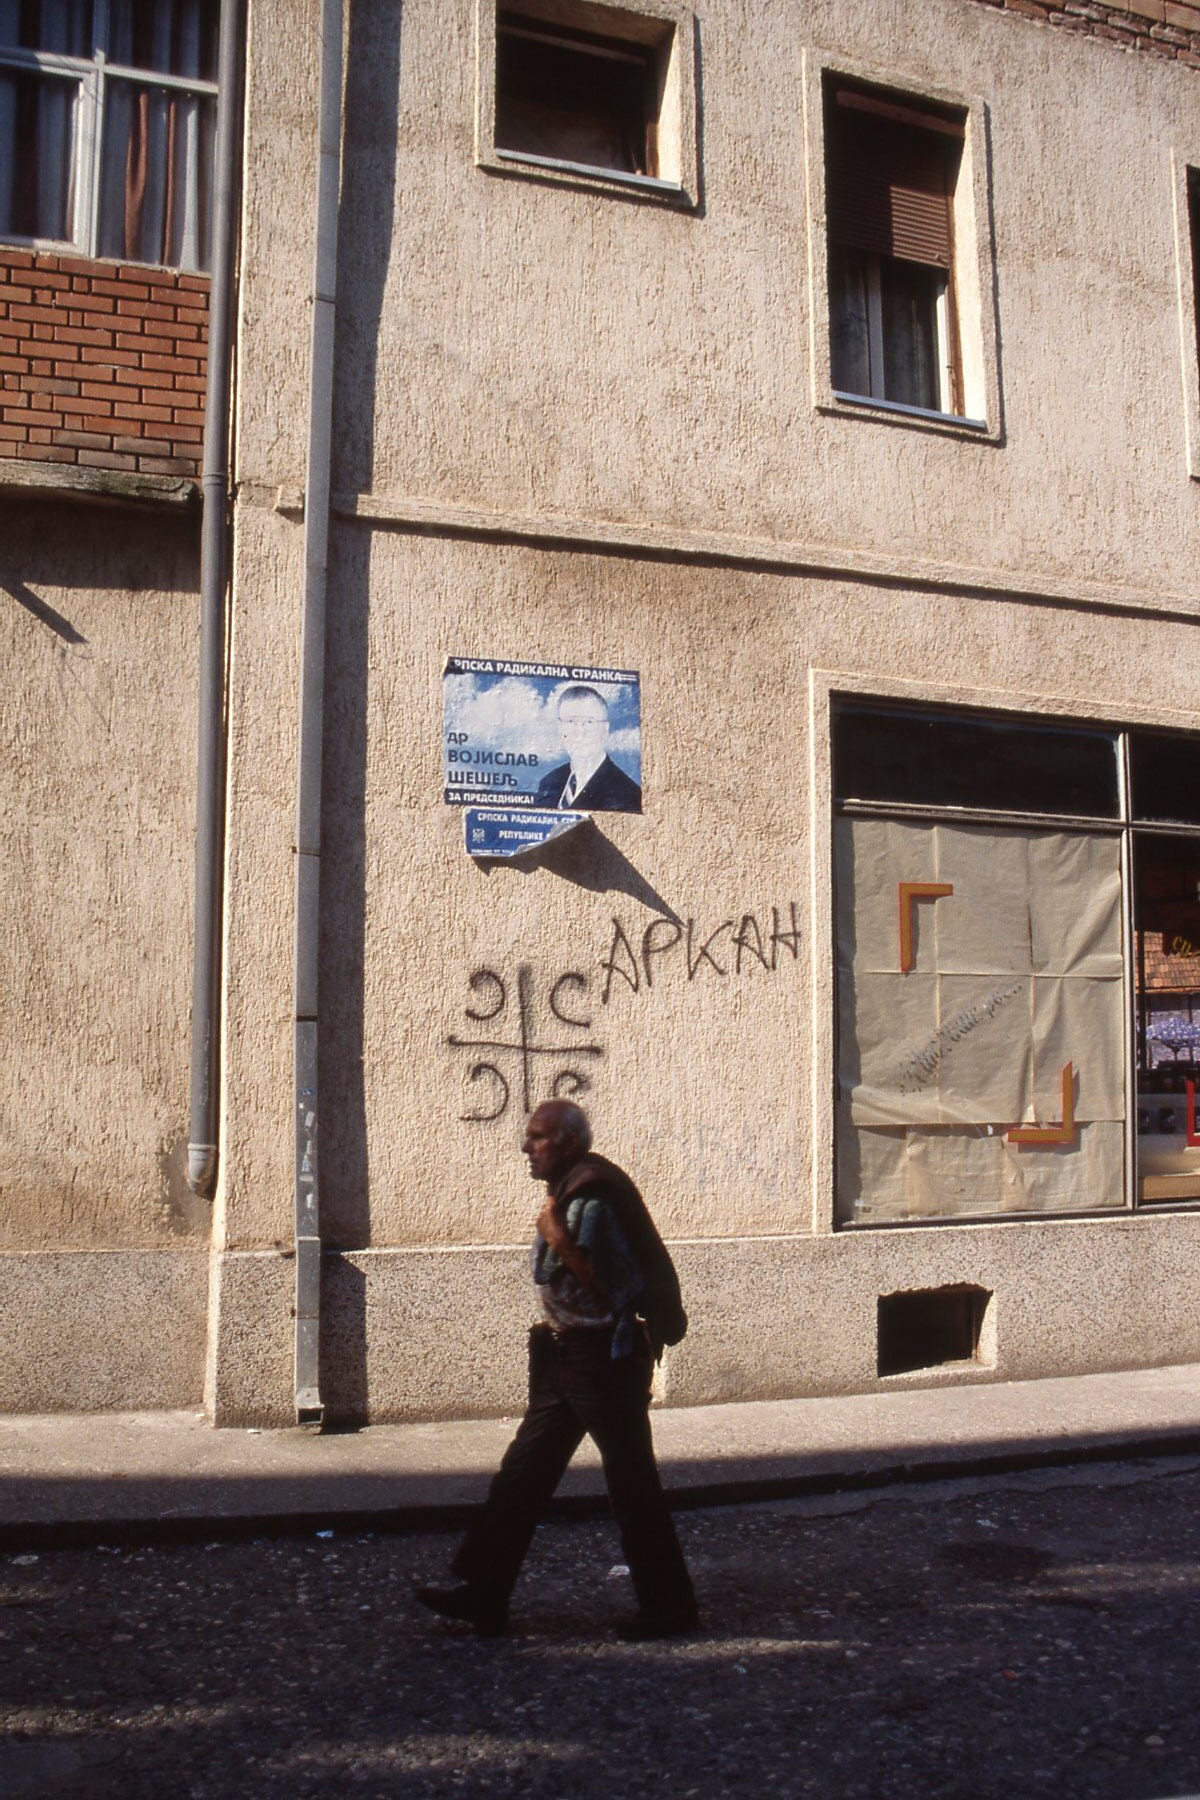 СРПСКА РАДИКАЛНА СТРАНКА
ДР
ВОЈИСЛАВ
ШЕШЕЉ
ЗА ПРЕДСЕДНИКА!
СРПСКА РАДИКАЛНА
РЕПУБЛИКЕ
АРКАН